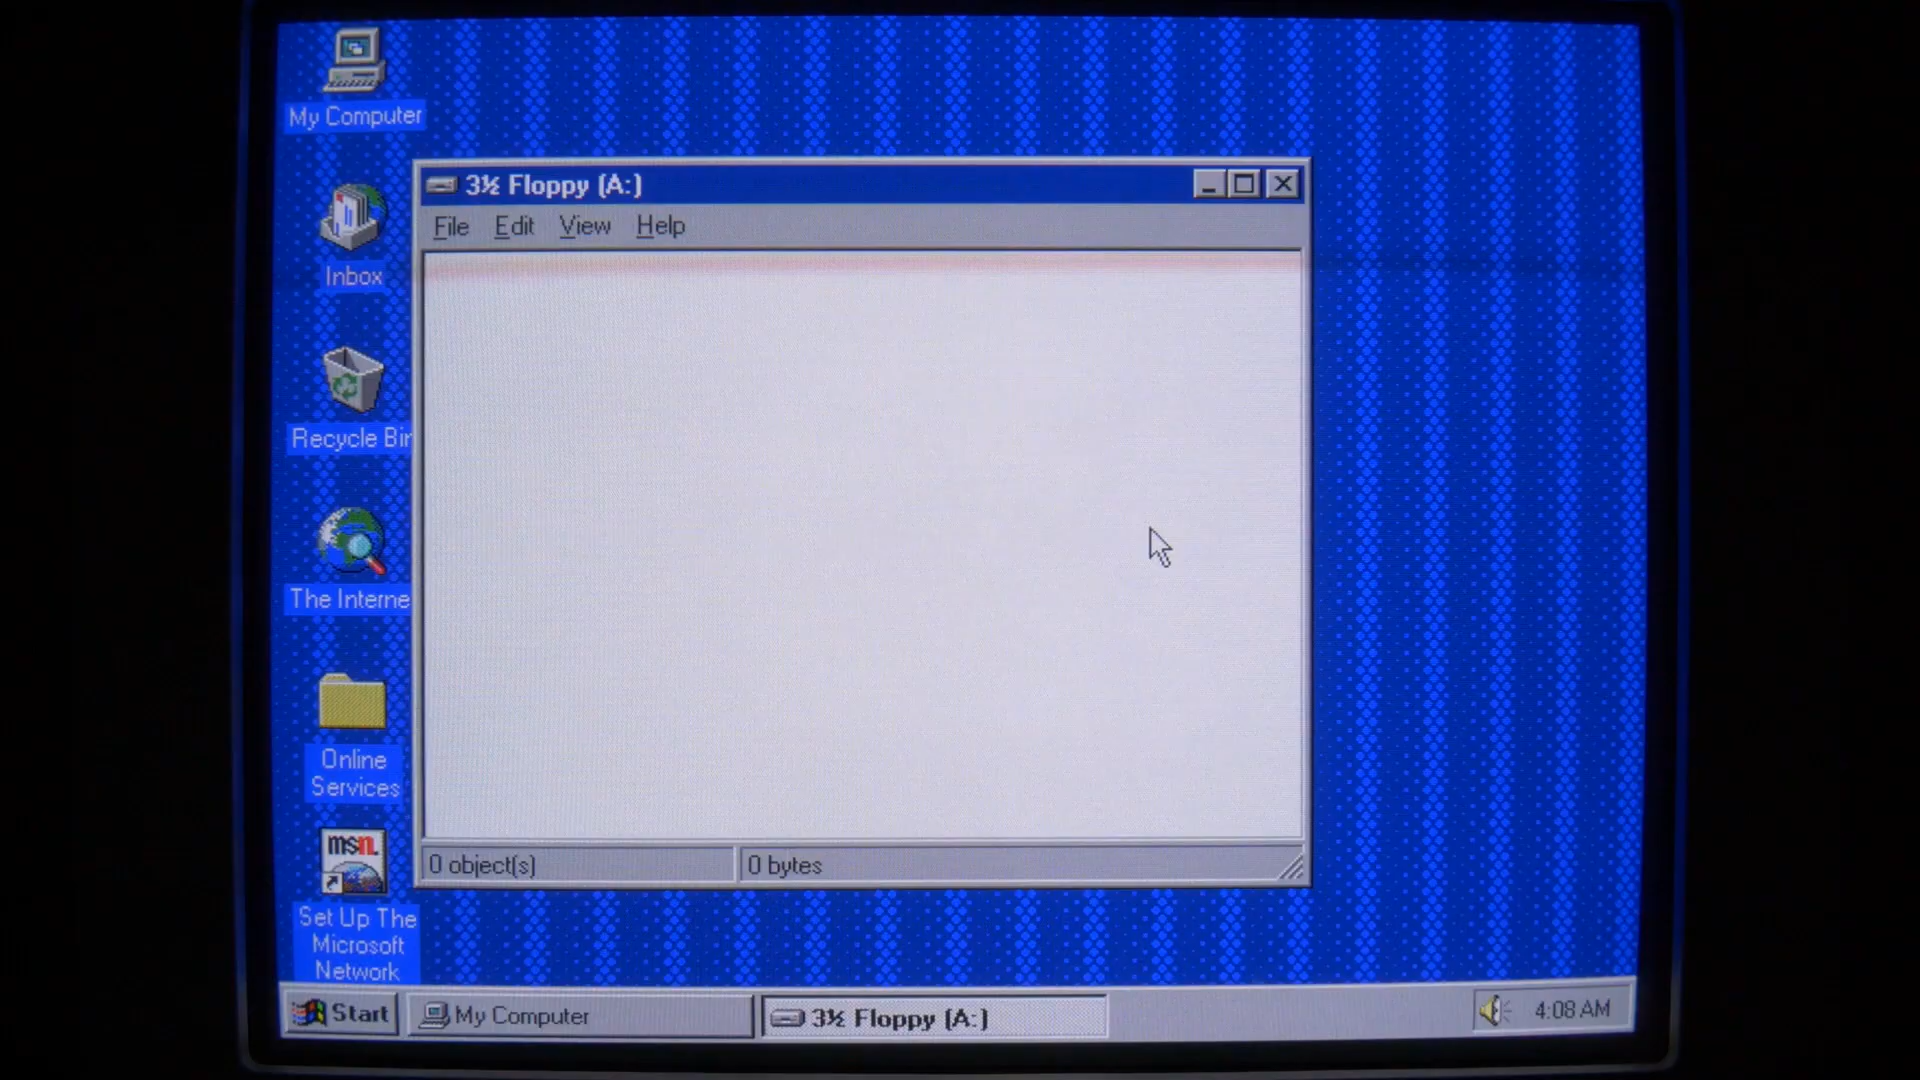 My Computer
Inbox
Recycle Bin
The Interne
Online
Services
msn.
Set Up The
Microsoft
Network
3½ Floppy (A:)
File Edit View Help
0 object(s) 0 bytes
Start My Computer 3½ Floppy (A:) 4:08 AM